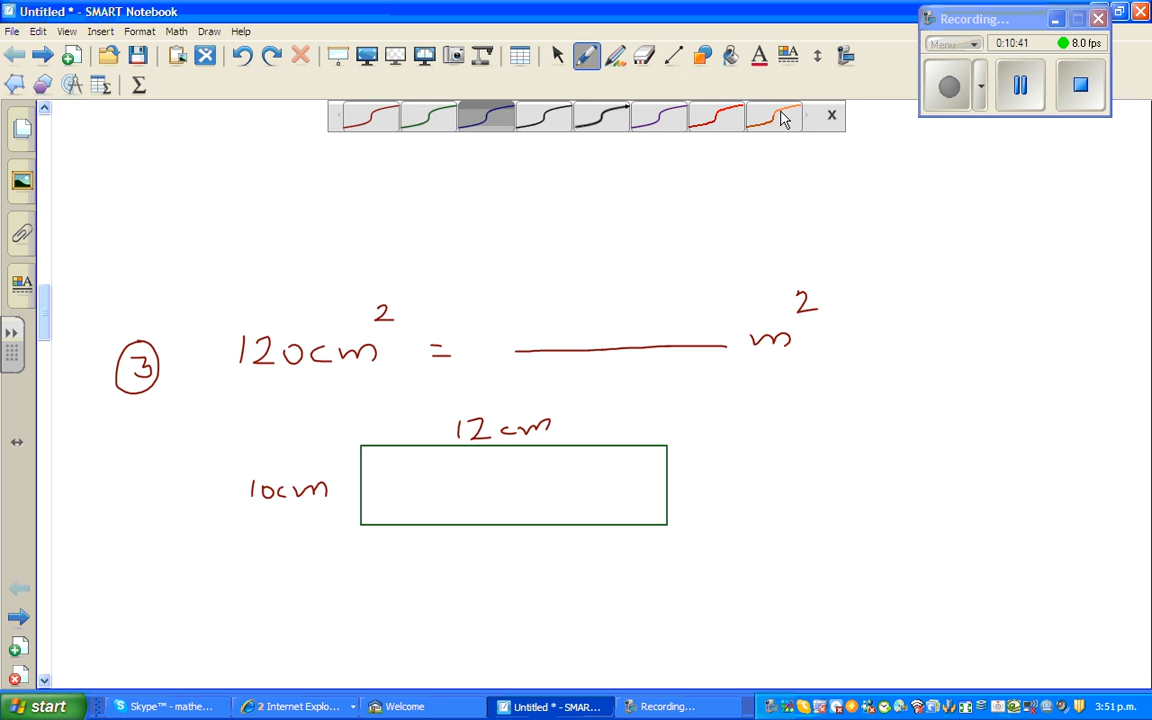 Untitled * - SMART Notebook
File Edit View Insert Format Math Draw Help
Recording...
Menu 0:10:41 8.0 fps
x
120cm² = ______ m²
3
12cm
10cm
start Skype™ - mathe... 2 Internet Explo... Welcome Untitled * - SMAR... Recording... 3:51 p.m.